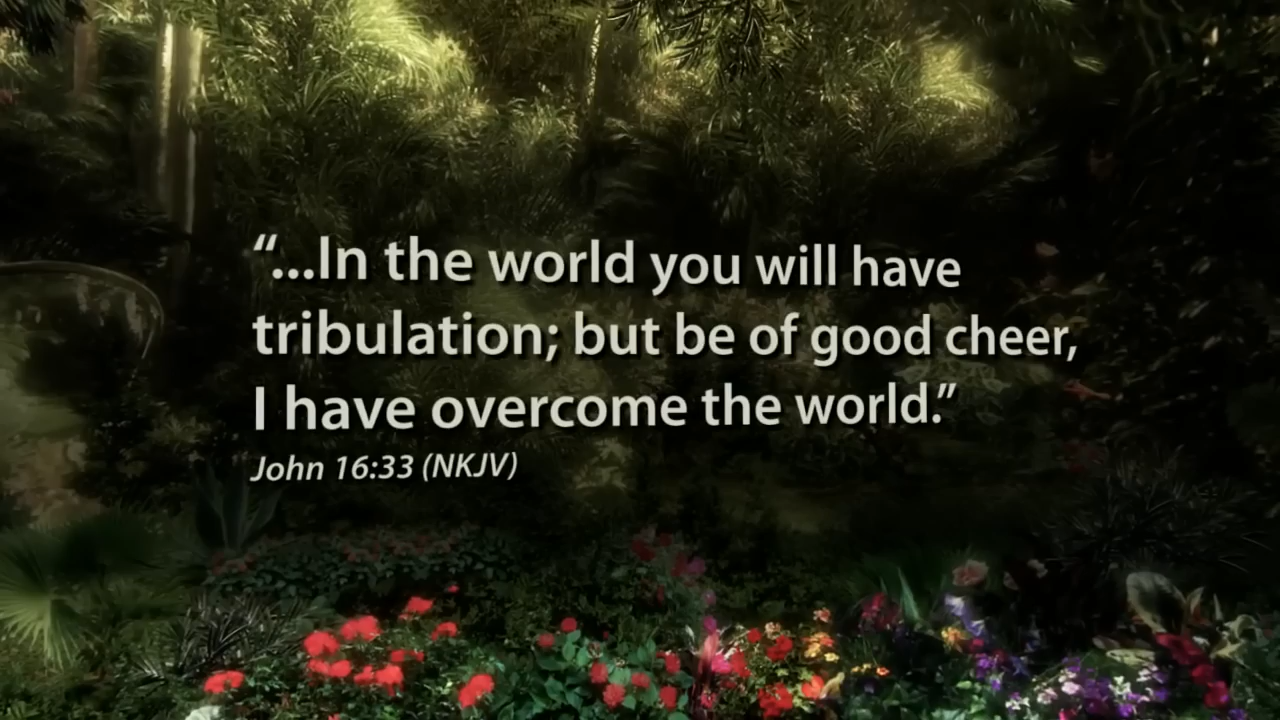 “...In the world you will have
tribulation; but be of good cheer,
I have overcome the world.”
John 16:33 (NKJV)